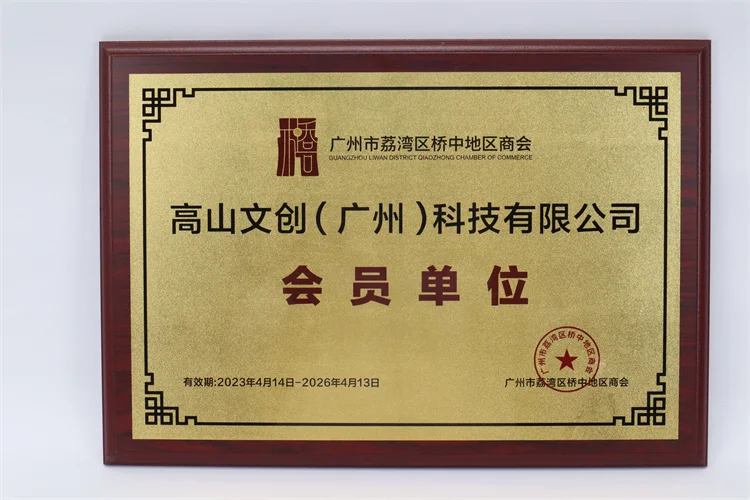 广州市荔湾区桥中地区商会
GUANGZHOU LIWAN DISTRICT QIAOZHONG CHAMBER OF COMMERCE
高山文创（广州）科技有限公司
会员单位
广州市荔湾区桥中地区商会
有效期:2023年4月14日-2026年4月13日
广州市荔湾区桥中地区商会